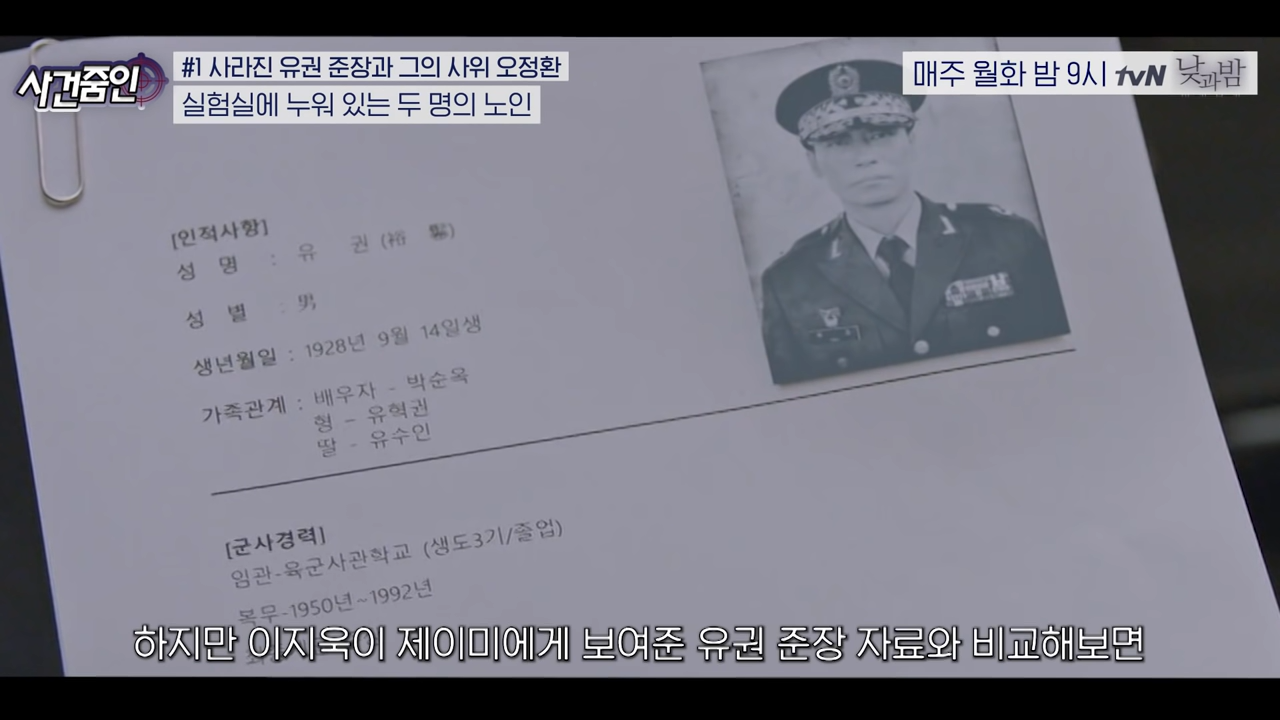 사건줌인
#1 사라진 유권 준장과 그의 사위 오정환
실험실에 누워 있는 두 명의 노인
매주 월화 밤 9시 tvN 낮과밤
[인적사항]
성 명 : 유 권 (裕
성 별 : 男
생년월일 : 1928년 9월 14일생
가족관계 : 배우자 - 박순옥
형 - 유혁권
딸 - 유수인
[군사경력]
임관-육군사관학교 (생도3기/졸업)
복무-1950년~1992년
하지만 이지욱이 제이미에게 보여준 유권 준장 자료와 비교해보면